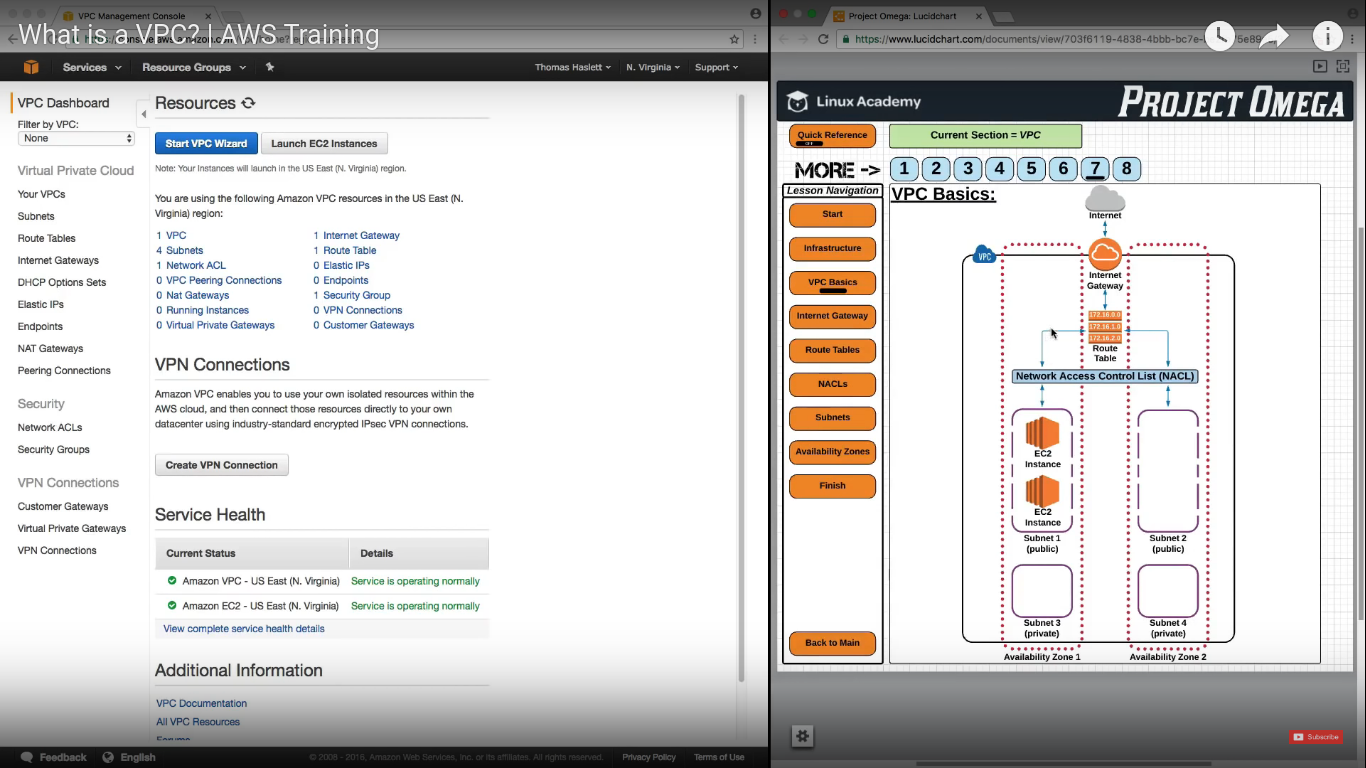 VPC Management Console
What is a VPC? | AWS Training
Services
Resource Groups
Thomas Haslett
N. Virginia
Support
VPC Dashboard
Filter by VPC:
None
Virtual Private Cloud
Your VPCs
Subnets
Route Tables
Internet Gateways
DHCP Options Sets
Elastic IPs
Endpoints
NAT Gateways
Peering Connections
Security
Network ACLs
Security Groups
VPN Connections
Customer Gateways
Virtual Private Gateways
VPN Connections
Resources
Start VPC Wizard
Launch EC2 Instances
Note: Your Instances will launch in the US East (N. Virginia) region.
You are using the following Amazon VPC resources in the US East (N.
Virginia) region:
1 VPC
1 Internet Gateway
4 Subnets
1 Route Table
1 Network ACL
0 Elastic IPs
0 VPC Peering Connections
0 Endpoints
0 Nat Gateways
1 Security Group
0 Running Instances
0 VPN Connections
0 Virtual Private Gateways
0 Customer Gateways
VPN Connections
Amazon VPC enables you to use your own isolated resources within the
AWS cloud, and then connect those resources directly to your own
datacenter using industry-standard encrypted IPsec VPN connections.
Create VPN Connection
Service Health
Current Status
Details
Amazon VPC - US East (N. Virginia)
Service is operating normally
Amazon EC2 - US East (N. Virginia)
Service is operating normally
View complete service health details
Additional Information
VPC Documentation
All VPC Resources
Forums
Feedback
English
© 2008 - 2016, Amazon Web Services, Inc. or its affiliates. All rights reserved.
Privacy Policy
Terms of Use
Project Omega: Lucidchart
https://www.lucidchart.com/documents/view/703f6119-4838-4bbb-bc7e-
Linux Academy
PROJECT OMEGA
Quick Reference
OFF
Current Section = VPC
MORE ->
1 2 3 4 5 6 7 8
Lesson Navigation
Start
Infrastructure
VPC Basics
Internet Gateway
Route Tables
NACLs
Subnets
Availability Zones
Finish
Back to Main
VPC Basics:
Internet
VPC
Internet
Gateway
172.16.0.0
172.16.1.0
172.16.2.0
Route
Table
Network Access Control List (NACL)
EC2
Instance
EC2
Instance
Subnet 1
(public)
Subnet 2
(public)
Subnet 3
(private)
Subnet 4
(private)
Availability Zone 1
Availability Zone 2
Subscribe